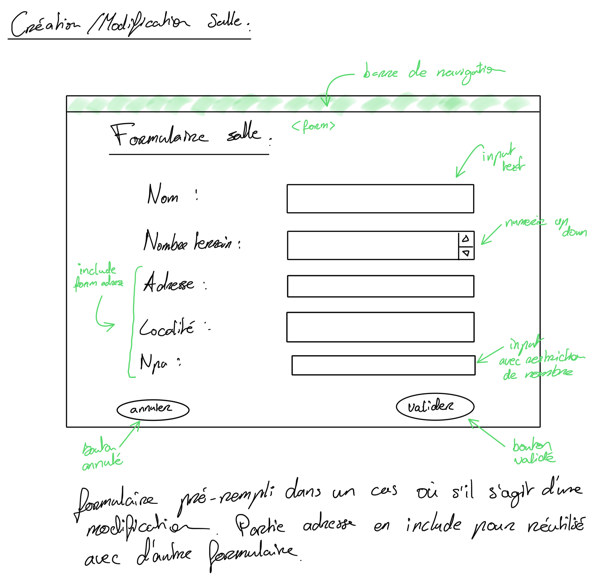 Création/Modification Salle :
barre de navigation
<form>
Formulaire salle :
input
text
Nom :
numeric up
down
Nombre terrain :
include
form adresse
Adresse :
Localité :
Npa :
input
avec restriction
de nombre
annuler
valider
bouton
annulé
bouton
validé
formulaire pré-rempli dans un cas où s'il s'agit d'une
modification. Partie adresse en include pour réutilisé
avec d'autre formulaire.